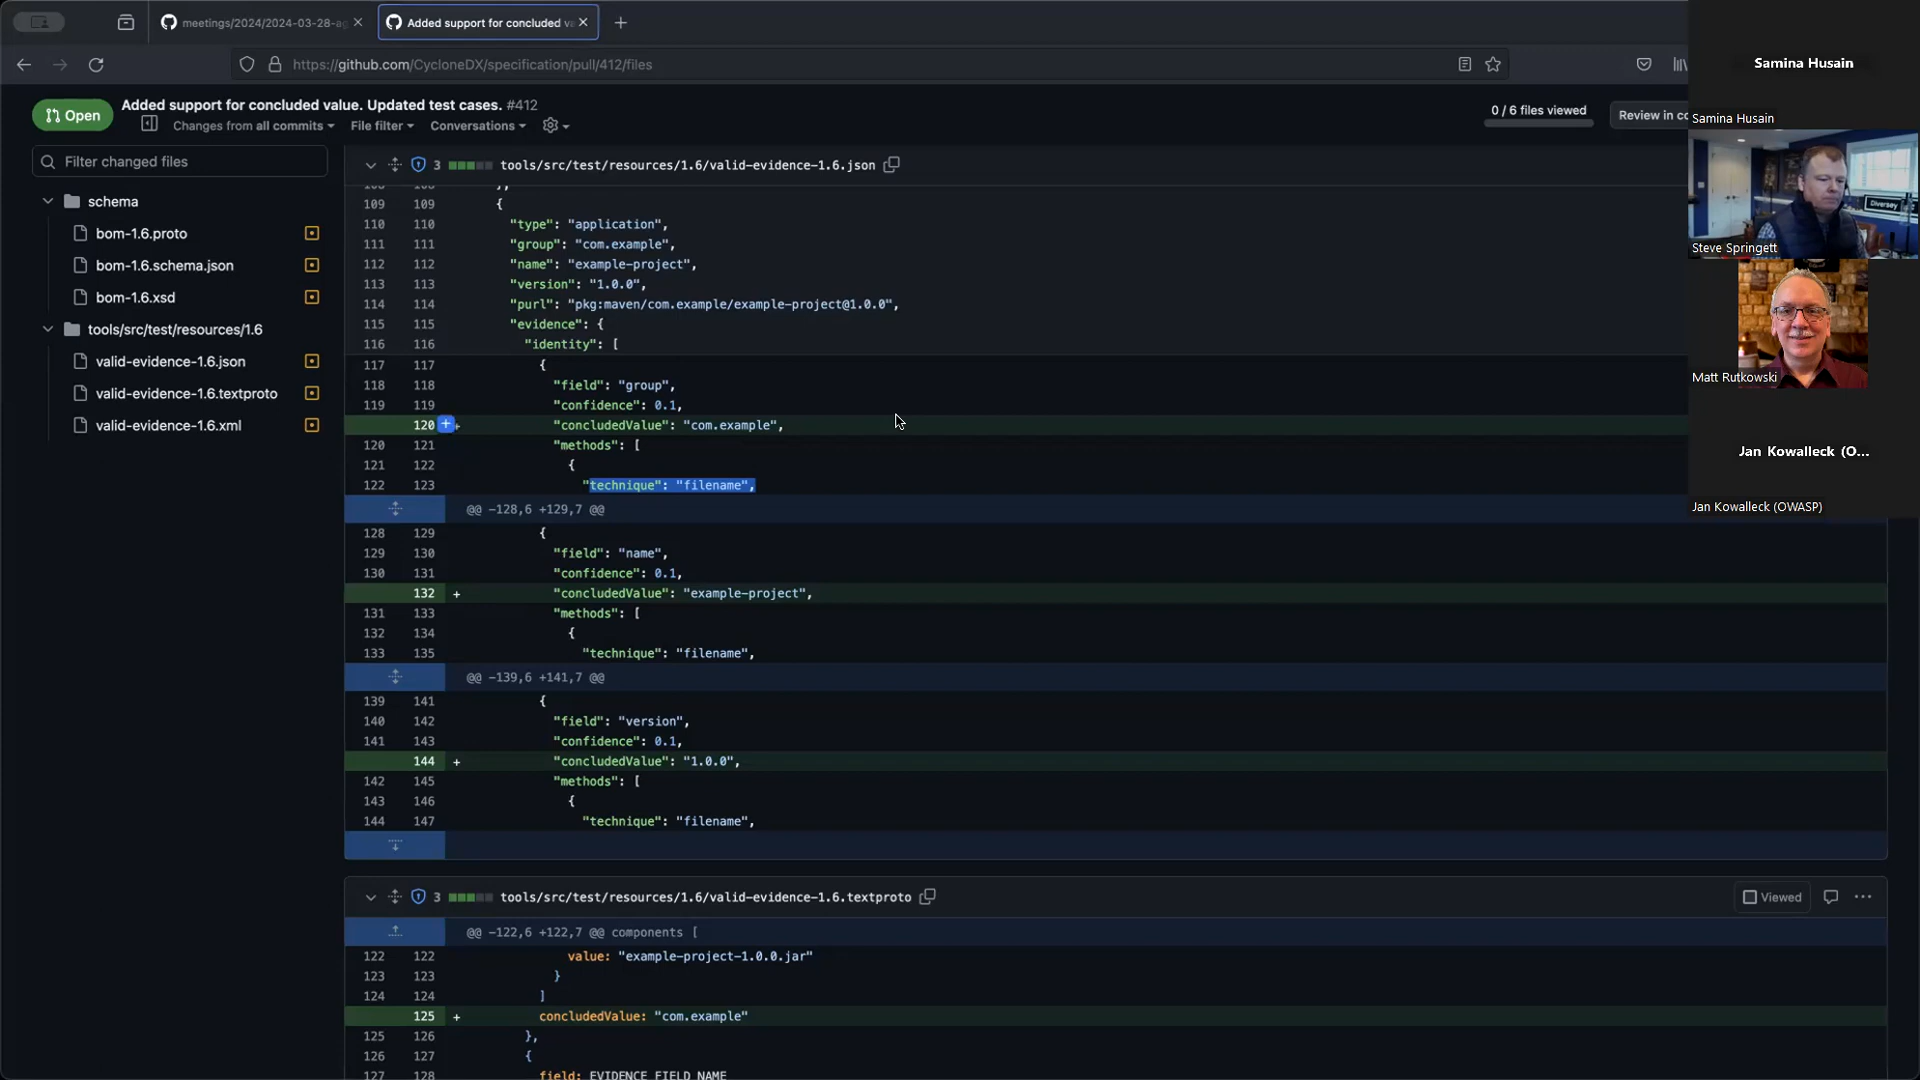 meetings/2024/2024-03-28-ag
Added support for concluded va
https://github.com/CycloneDX/specification/pull/412/files
Open
Added support for concluded value. Updated test cases. #412
Changes from all commits
File filter
Conversations
0 / 6 files viewed
Review in co
Filter changed files
schema
bom-1.6.proto
bom-1.6.schema.json
bom-1.6.xsd
tools/src/test/resources/1.6
valid-evidence-1.6.json
valid-evidence-1.6.textproto
valid-evidence-1.6.xml
3 tools/src/test/resources/1.6/valid-evidence-1.6.json
108 108 },
109 109 {
110 110 "type": "application",
111 111 "group": "com.example",
112 112 "name": "example-project",
113 113 "version": "1.0.0",
114 114 "purl": "pkg:maven/com.example/example-project@1.0.0",
115 115 "evidence": {
116 116 "identity": [
117 117 {
118 118 "field": "group",
119 119 "confidence": 0.1,
120 + "concludedValue": "com.example",
120 121 "methods": [
121 122 {
122 123 "technique": "filename",
@@ -128,6 +129,7 @@
128 129 {
129 130 "field": "name",
130 131 "confidence": 0.1,
132 + "concludedValue": "example-project",
131 133 "methods": [
132 134 {
133 135 "technique": "filename",
@@ -139,6 +141,7 @@
139 141 {
140 142 "field": "version",
141 143 "confidence": 0.1,
144 + "concludedValue": "1.0.0",
142 145 "methods": [
143 146 {
144 147 "technique": "filename",
3 tools/src/test/resources/1.6/valid-evidence-1.6.textproto
Viewed
@@ -122,6 +122,7 @@ components [
122 122 value: "example-project-1.0.0.jar"
123 123 }
124 124 ]
125 + concludedValue: "com.example"
125 126 },
126 127 {
127 128 field: EVIDENCE_FIELD_NAME
Samina Husain
Samina Husain
Diversey
Steve Springett
Matt Rutkowski
Jan Kowalleck (O...
Jan Kowalleck (OWASP)